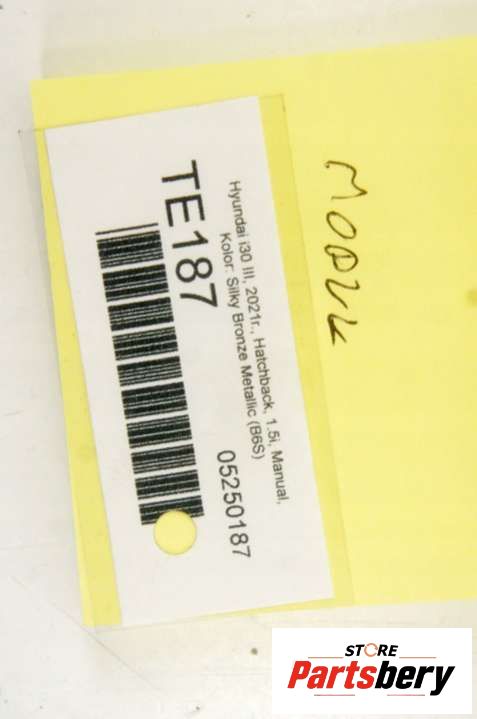 MODUŁ
Hyundai i30 III, 2021r., Hatchback, 1.5i, Manual,
Kolor: Silky Bronze Metallic (B6S)
TE187
05250187
STORE
Partsbery